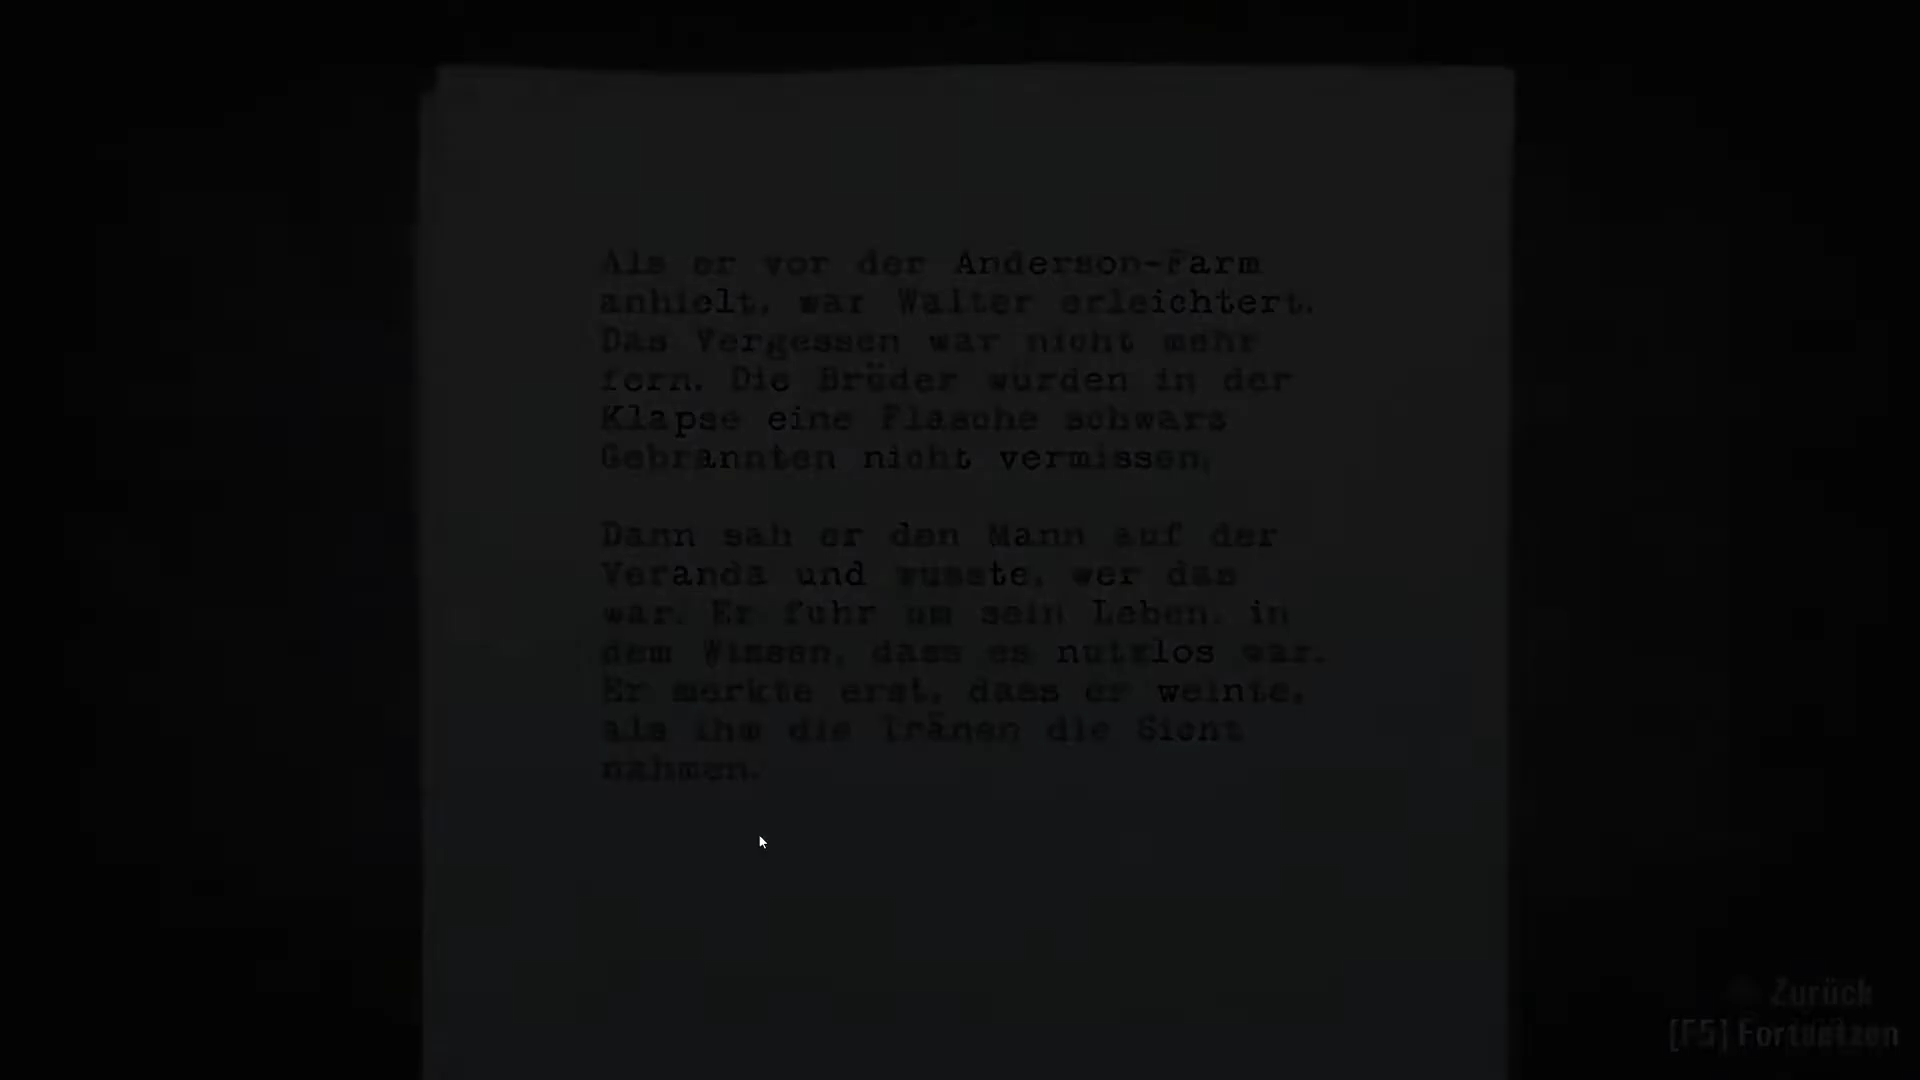 Als er vor der Anderson-Farm
anhielt, war Walter erleichtert.
Das Vergessen war nicht mehr
fern. Die Brüder wurden in der
Klapse eine Flasche schwarz
Gebrannten nicht vermissen.
Dann sah er den Mann auf der
Veranda und wusste, wer das
war. Er fuhr um sein Leben, in
dem Wissen, dass es nutzlos war.
Er merkte erst, dass er weinte,
als ihm die Tränen die Sicht
nahmen.
Zurück
[F5] Fortsetzen